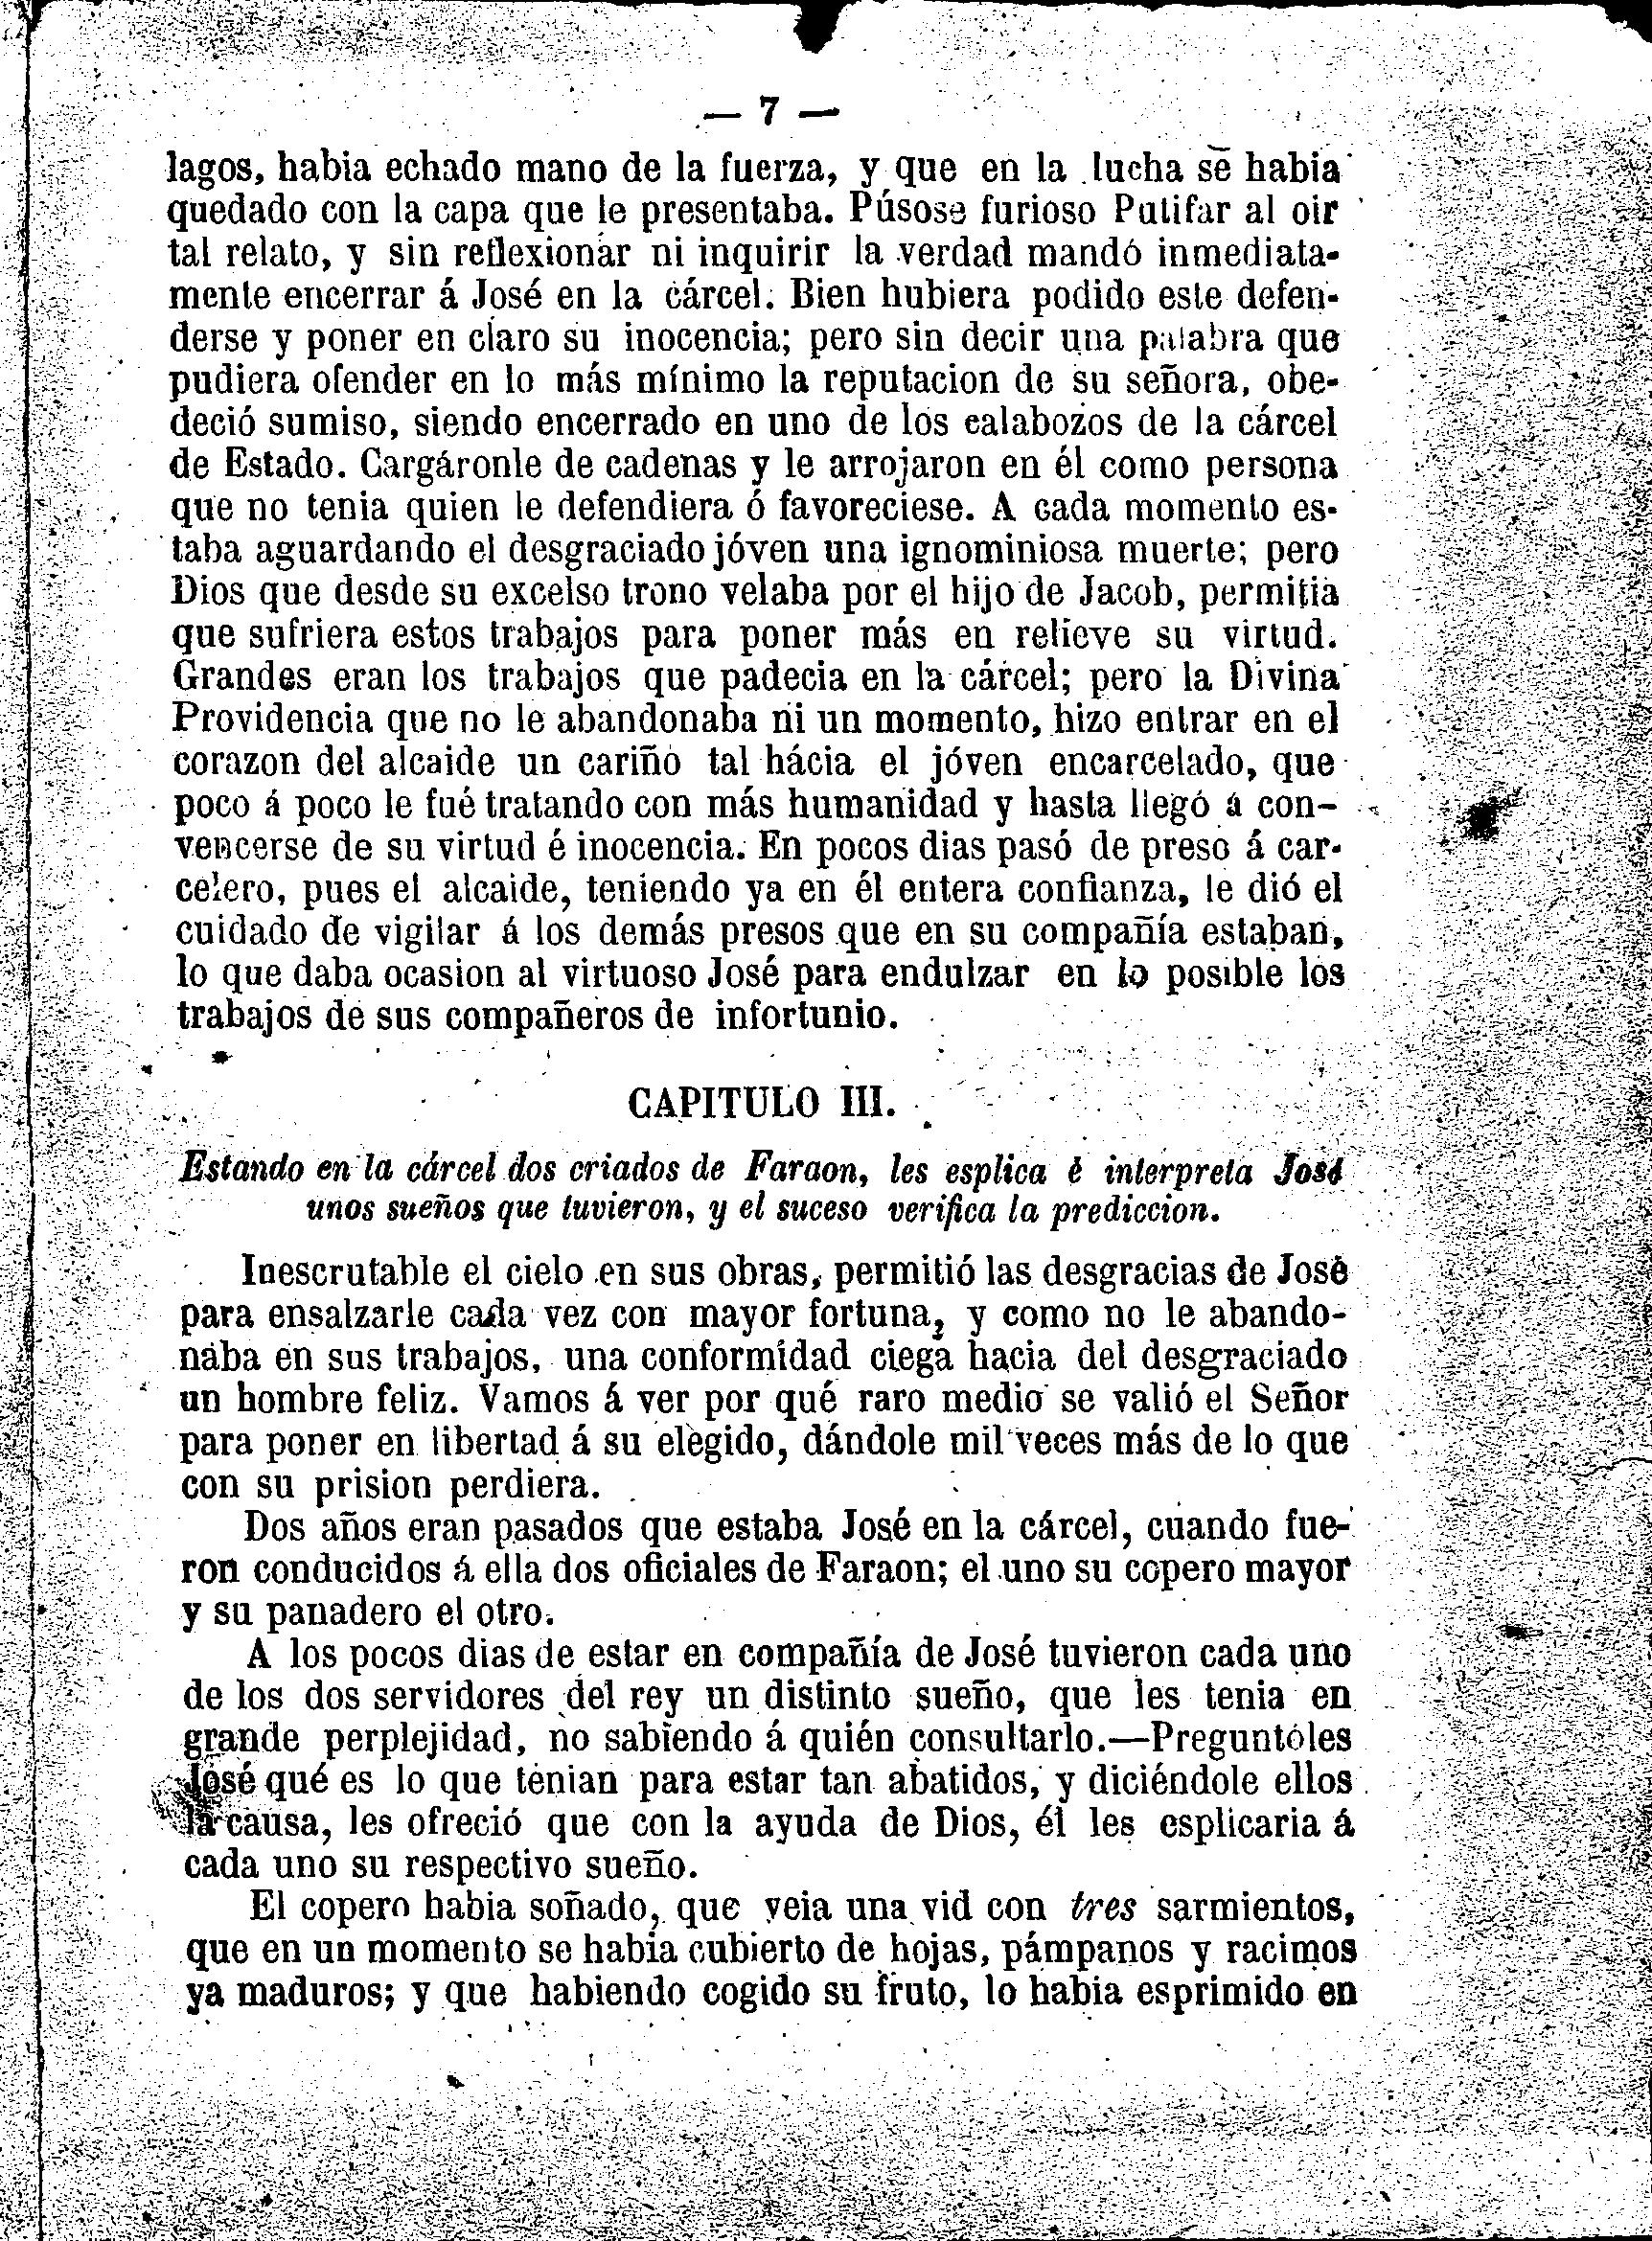 — 7 —
lagos, habia echado mano de la fuerza, y que en la lucha se habia
quedado con la capa que le presentaba. Púsose furioso Putifar al oir
tal relato, y sin reflexionar ni inquirir la verdad mandó inmediata-
mente encerrar á José en la cárcel. Bien hubiera podido este defen-
derse y poner en claro su inocencia; pero sin decir una palabra que
pudiera ofender en lo más mínimo la reputacion de su señora, obe-
deció sumiso, siendo encerrado en uno de los calabozos de la cárcel
de Estado. Cargáronle de cadenas y le arrojaron en él como persona
que no tenia quien le defendiera ó favoreciese. A cada momento es-
taba aguardando el desgraciado jóven una ignominiosa muerte; pero
Dios que desde su excelso trono velaba por el hijo de Jacob, permitia
que sufriera estos trabajos para poner más en relieve su virtud.
Grandes eran los trabajos que padecia en la cárcel; pero la Divina
Providencia que no le abandonaba ni un momento, hizo entrar en el
corazon del alcaide un cariño tal hácia el jóven encarcelado, que
poco á poco le fué tratando con más humanidad y hasta llegó á con-
vencerse de su virtud é inocencia. En pocos dias pasó de preso á car-
celero, pues el alcaide, teniendo ya en él entera confianza, le dió el
cuidado de vigilar á los demás presos que en su compañía estaban,
lo que daba ocasion al virtuoso José para endulzar en lo posible los
trabajos de sus compañeros de infortunio.
CAPITULO III.
Estando en la cárcel dos criados de Faraon, les esplica é interpreta José
unos sueños que tuvieron, y el suceso verifica la prediccion.
Inescrutable el cielo en sus obras, permitió las desgracias de José
para ensalzarle cada vez con mayor fortuna, y como no le abando-
naba en sus trabajos, una conformidad ciega hacia del desgraciado
un hombre feliz. Vamos á ver por qué raro medio se valió el Señor
para poner en libertad á su elegido, dándole mil veces más de lo que
con su prision perdiera.
Dos años eran pasados que estaba José en la cárcel, cuando fue-
ron conducidos á ella dos oficiales de Faraon; el uno su copero mayor
y su panadero el otro.
A los pocos dias de estar en compañía de José tuvieron cada uno
de los dos servidores del rey un distinto sueño, que les tenia en
grande perplejidad, no sabiendo á quién consultarlo.—Preguntóles
José qué es lo que tenian para estar tan abatidos, y diciéndole ellos
la causa, les ofreció que con la ayuda de Dios, él les esplicaria á
cada uno su respectivo sueño.
El copero habia soñado, que veia una vid con tres sarmientos,
que en un momento se habia cubierto de hojas, pámpanos y racimos
ya maduros; y que habiendo cogido su fruto, lo habia esprimido en